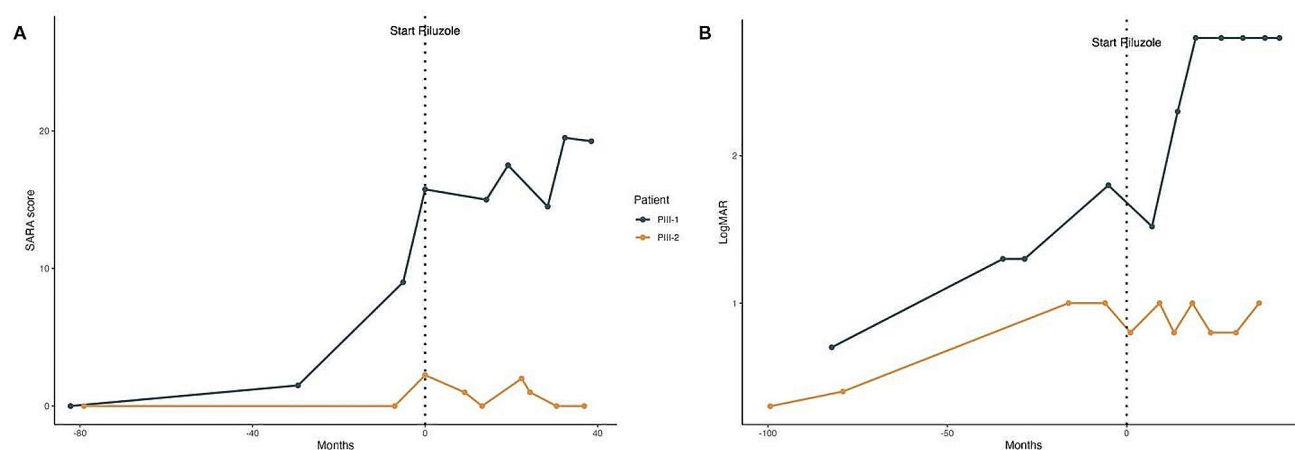 A
Start Riluzole
20
10
0
SARA score
-80
-40
0
40
Months
Patient
PIII-1
PIII-2
B
Start Riluzole
2
1
LogMAR
-100
-50
0
Months